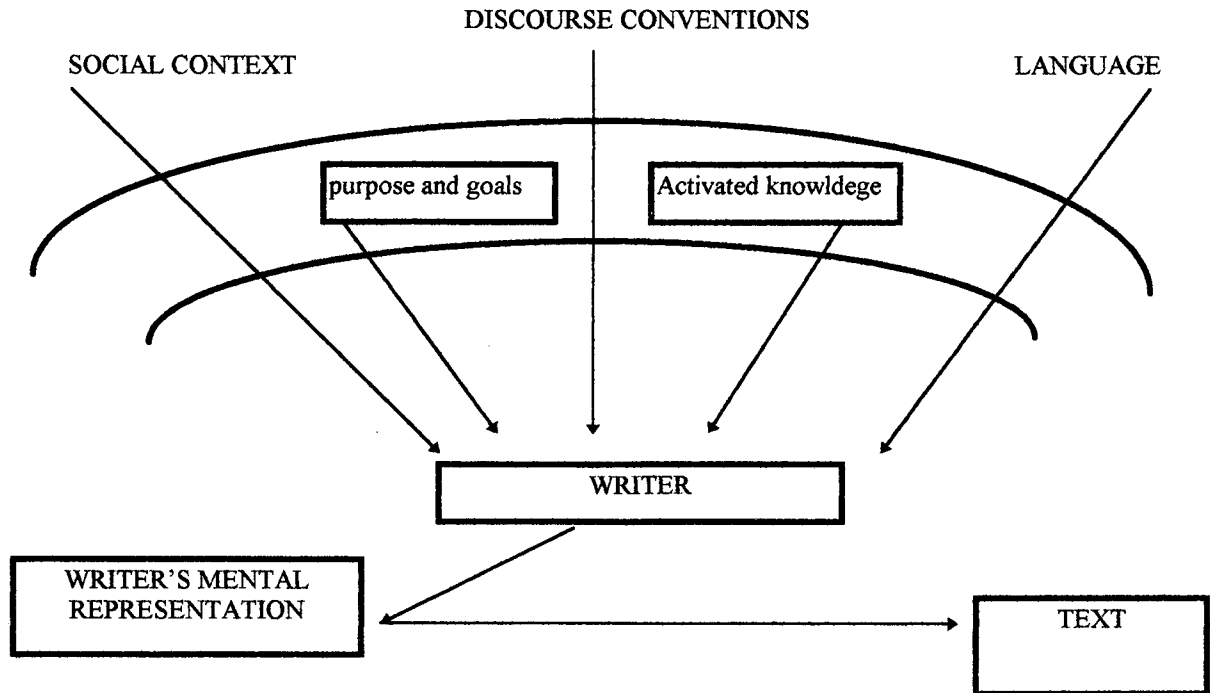 DISCOURSE CONVENTIONS
SOCIAL CONTEXT
LANGUAGE
purpose and goals
Activated knowldege
WRITER
WRITER'S MENTAL
REPRESENTATION
TEXT